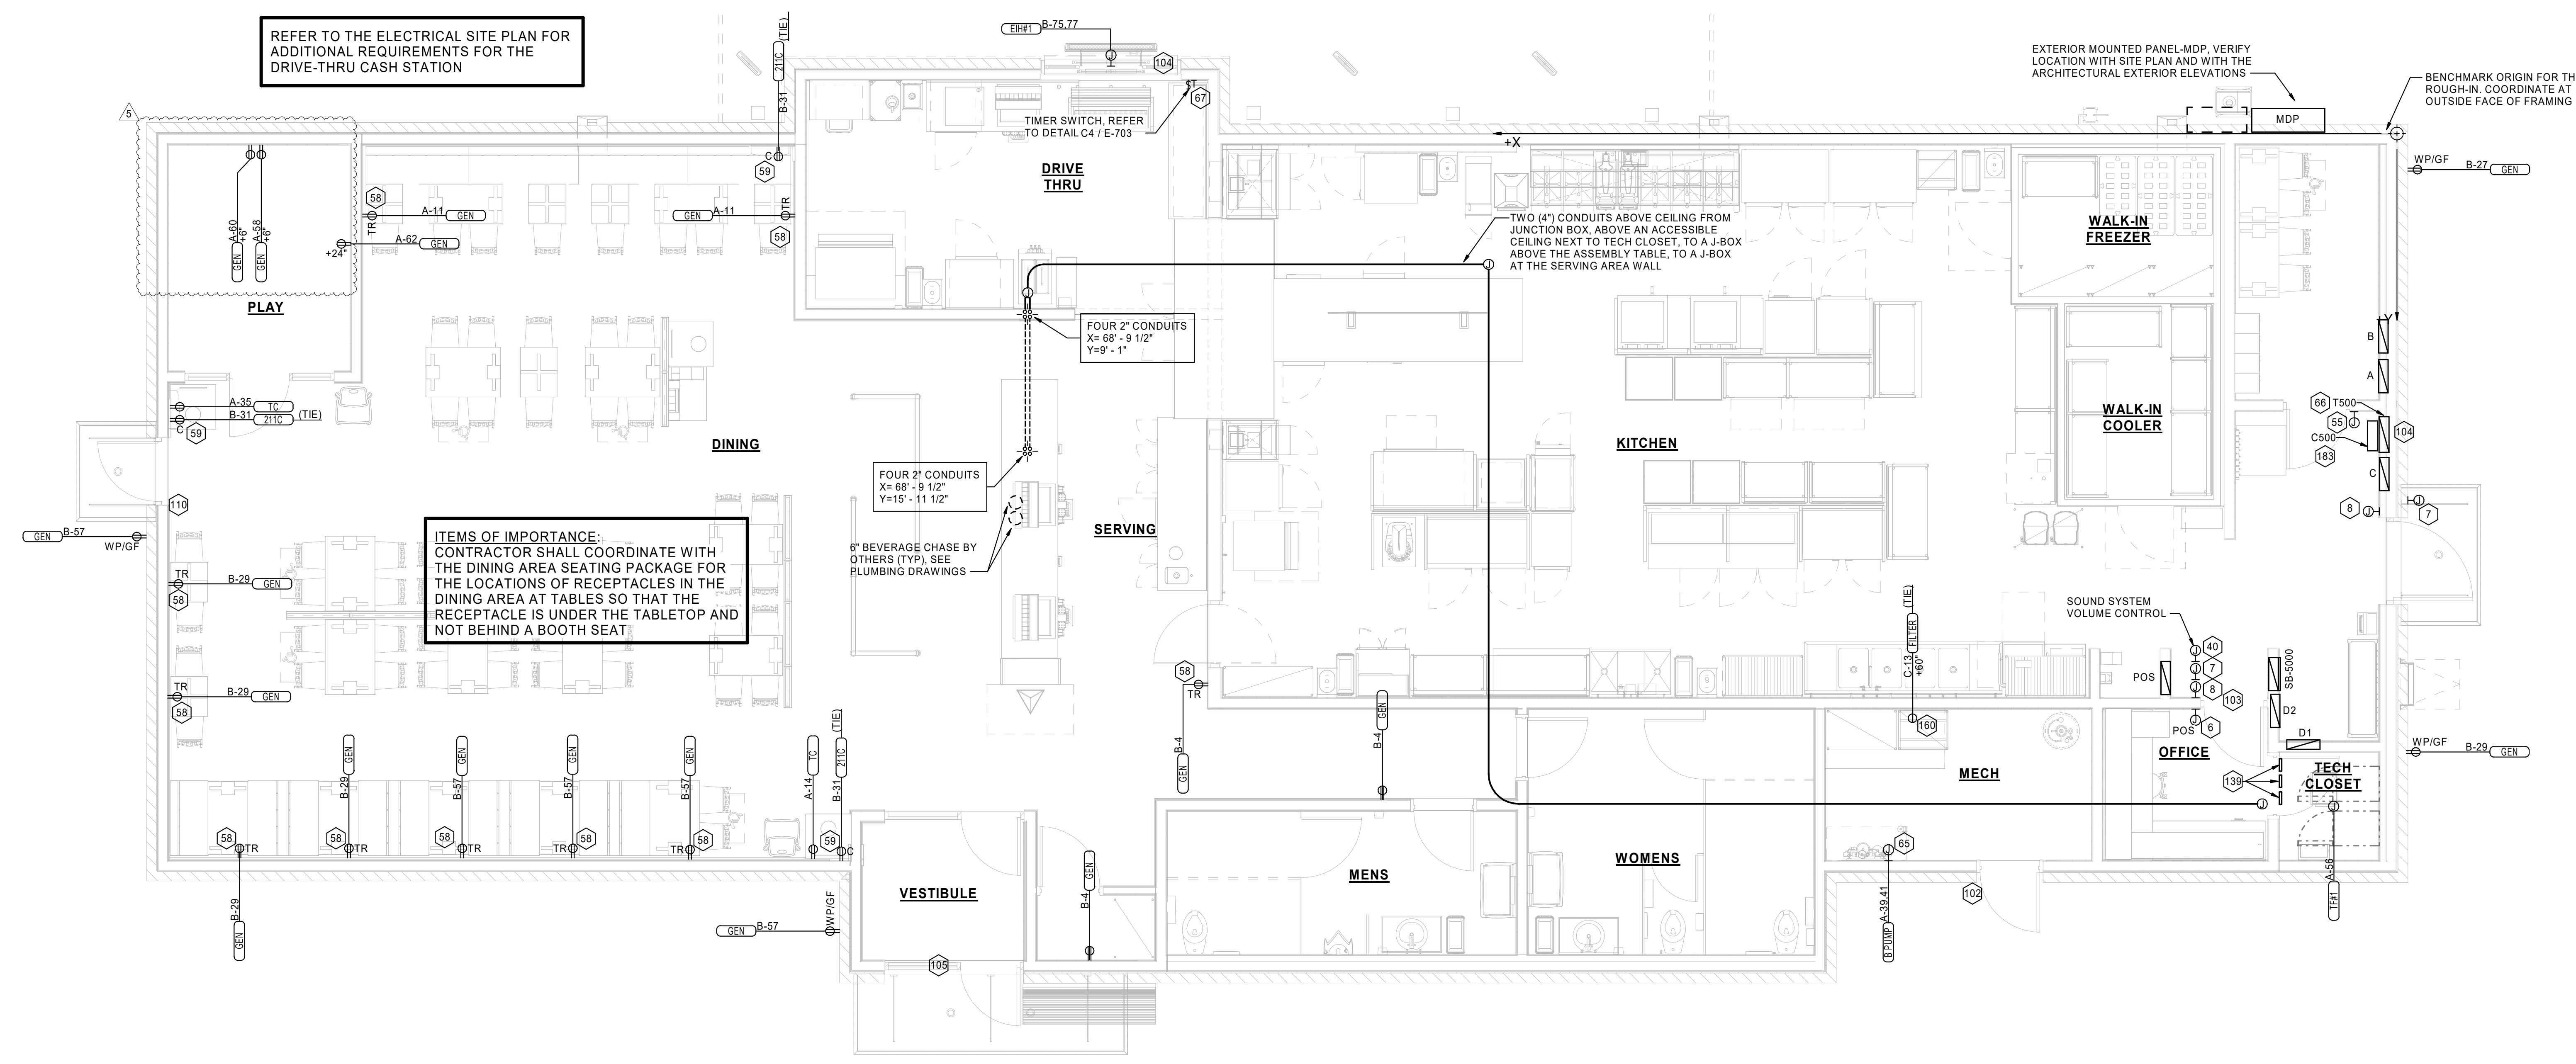 REFER TO THE ELECTRICAL SITE PLAN FOR
ADDITIONAL REQUIREMENTS FOR THE
DRIVE-THRU CASH STATION
5
A-60
+6"
GEN
A-58
+6"
GEN
PLAY
58
TR
A-11
GEN
+24"
A-62
GEN
GEN
A-11
TR
58
(TIE)
211C
B-31
C
59
EIH#1
B-75,77
104
ST
67
TIMER SWITCH, REFER
TO DETAIL C4 / E-703
DRIVE
THRU
+X
TWO (4") CONDUITS ABOVE CEILING FROM
JUNCTION BOX, ABOVE AN ACCESSIBLE
CEILING NEXT TO TECH CLOSET, TO A J-BOX
ABOVE THE ASSEMBLY TABLE, TO A J-BOX
AT THE SERVING AREA WALL
J
J
J
EXTERIOR MOUNTED PANEL-MDP, VERIFY
LOCATION WITH SITE PLAN AND WITH THE
ARCHITECTURAL EXTERIOR ELEVATIONS
MDP
BENCHMARK ORIGIN FOR TH
ROUGH-IN. COORDINATE AT
OUTSIDE FACE OF FRAMING
WP/GF
B-27
GEN
WALK-IN
FREEZER
+Y
B
A
66
T500
55
J
C500
104
183
C
8
J
J
7
WALK-IN
COOLER
KITCHEN
FOUR 2" CONDUITS
X= 68' - 9 1/2"
Y=9' - 1"
FOUR 2" CONDUITS
X= 68' - 9 1/2"
Y=15' - 11 1/2"
A-35
TC
B-31
211C
(TIE)
C
59
DINING
110
GEN
B-57
WP/GF
ITEMS OF IMPORTANCE:
CONTRACTOR SHALL COORDINATE WITH
THE DINING AREA SEATING PACKAGE FOR
THE LOCATIONS OF RECEPTACLES IN THE
DINING AREA AT TABLES SO THAT THE
RECEPTACLE IS UNDER THE TABLETOP AND
NOT BEHIND A BOOTH SEAT
6" BEVERAGE CHASE BY
OTHERS (TYP), SEE
PLUMBING DRAWINGS
SERVING
TR
B-29
GEN
58
TR
B-29
GEN
58
SOUND SYSTEM
VOLUME CONTROL
(TIE)
FILTER
C-13
+60"
J
160
POS
J
40
J
7
J
8
103
J
POS
6
SB-5000
D2
D1
OFFICE
139
TECH
CLOSET
J
J
WP/GF
B-29
GEN
A-56
TF#1
58
TR
B-4
GEN
GEN
B-4
MECH
J
65
A-39,41
B PUMP
102
GEN
B-29
GEN
B-57
GEN
B-57
GEN
B-57
TC
A-14
(TIE)
211C
B-31
58
TR
58
TR
58
TR
TR
58
TR
58
59
C
B-29
GEN
GEN
B-57
WP/GF
VESTIBULE
105
GEN
B-4
MENS
WOMENS